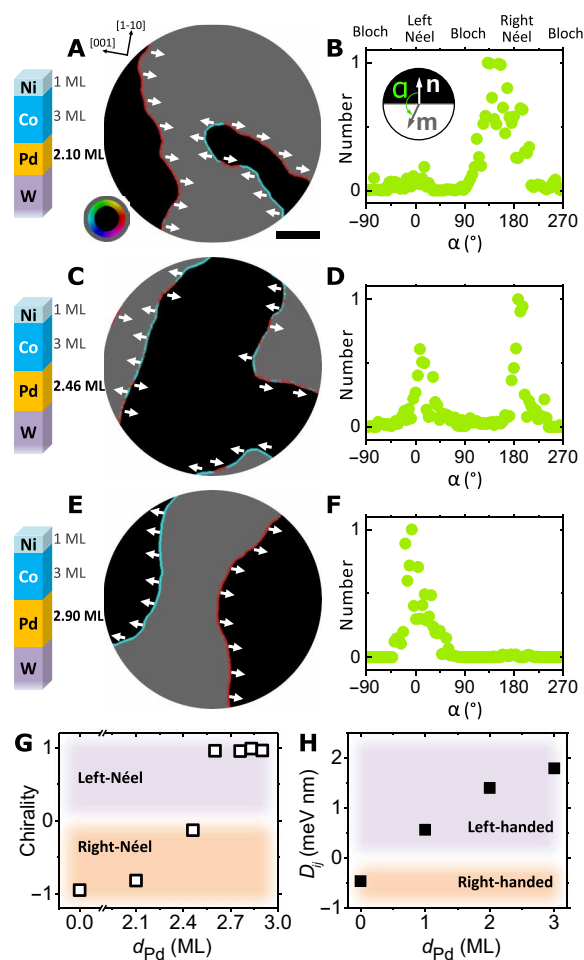 A
[001]
[1-10]
Ni 1 ML
Co 3 ML
Pd 2.10 ML
W
B
Bloch Left Néel Bloch Right Néel Bloch
α n
m
Number
1
0
−90 0 90 180 270
α (°)
C
Ni 1 ML
Co 3 ML
Pd 2.46 ML
W
D
Number
1
0
−90 0 90 180 270
α (°)
E
Ni 1 ML
Co 3 ML
Pd 2.90 ML
W
F
Number
1
0
−90 0 90 180 270
α (°)
G
Chirality
1
0
−1
Left-Néel
Right-Néel
0.0 2.1 2.4 2.7 3.0
dPd (ML)
H
Dij (meV nm)
2
1
0
−1
Left-handed
Right-handed
0 1 2 3
dPd (ML)